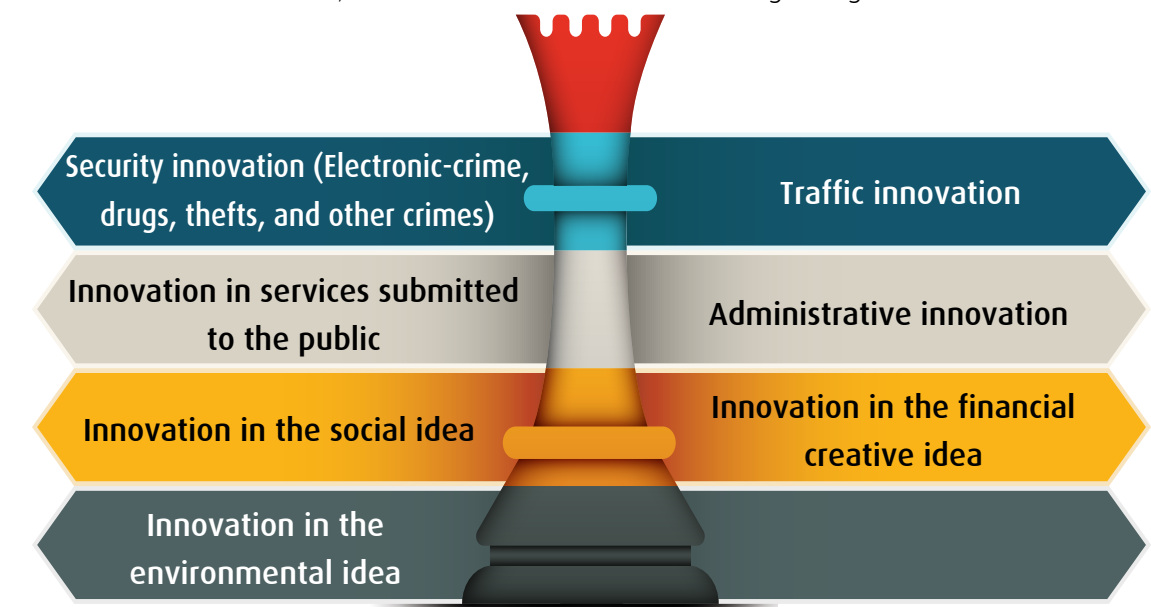 Security innovation (Electronic-crime,
drugs, thefts, and other crimes)
Traffic innovation
Innovation in services submitted
to the public
Administrative innovation
Innovation in the social idea
Innovation in the financial
creative idea
Innovation in the
environmental idea